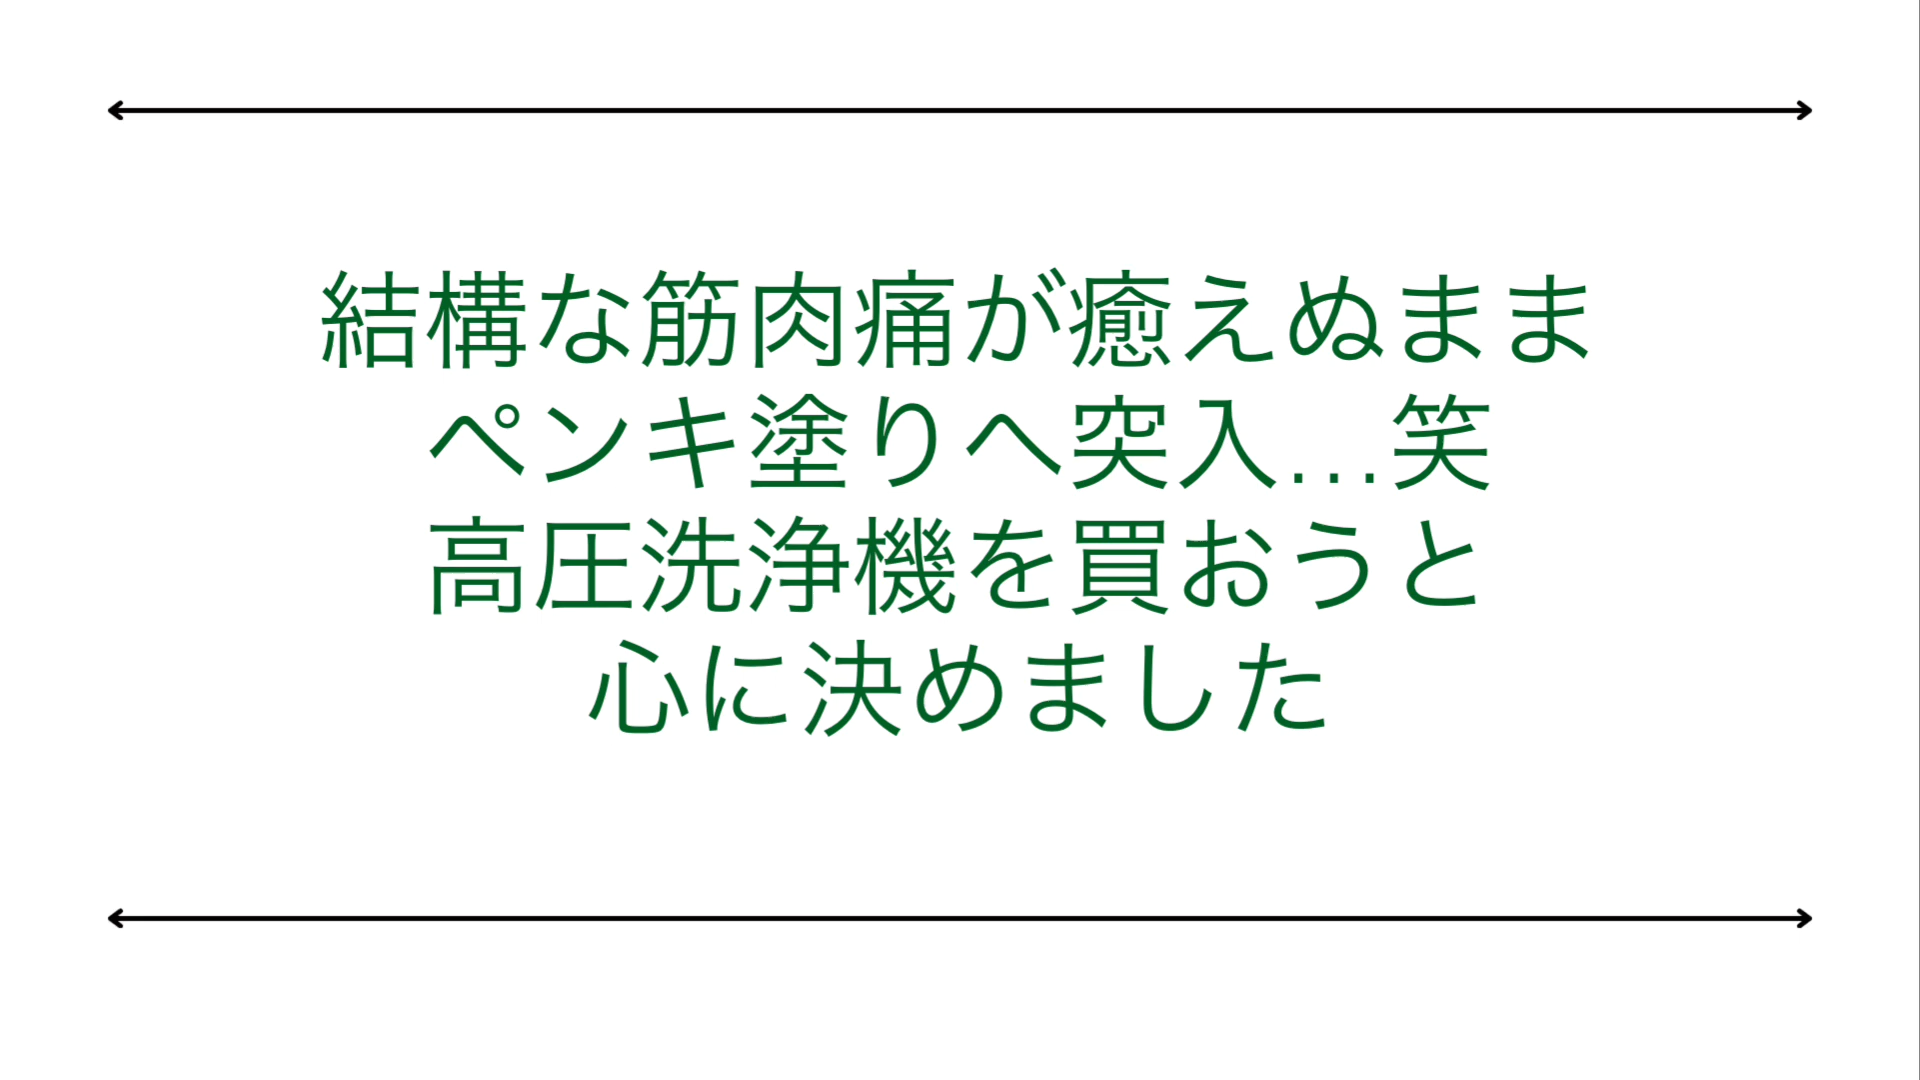 結構な筋肉痛が癒えぬまま
ペンキ塗りへ突入…笑
高圧洗浄機を買おうと
心に決めました